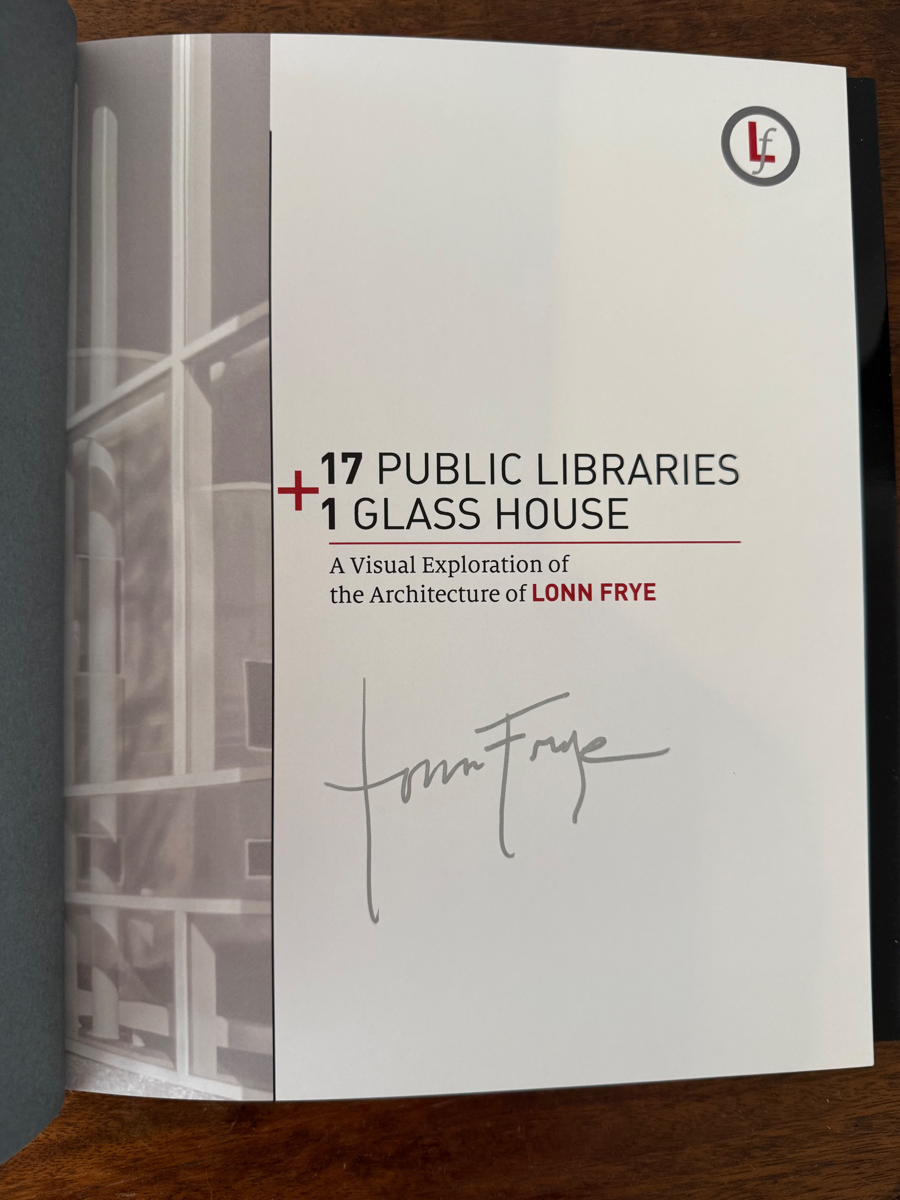 Lf
17 PUBLIC LIBRARIES
+
1 GLASS HOUSE
A Visual Exploration of
the Architecture of LONN FRYE
Lonn Frye